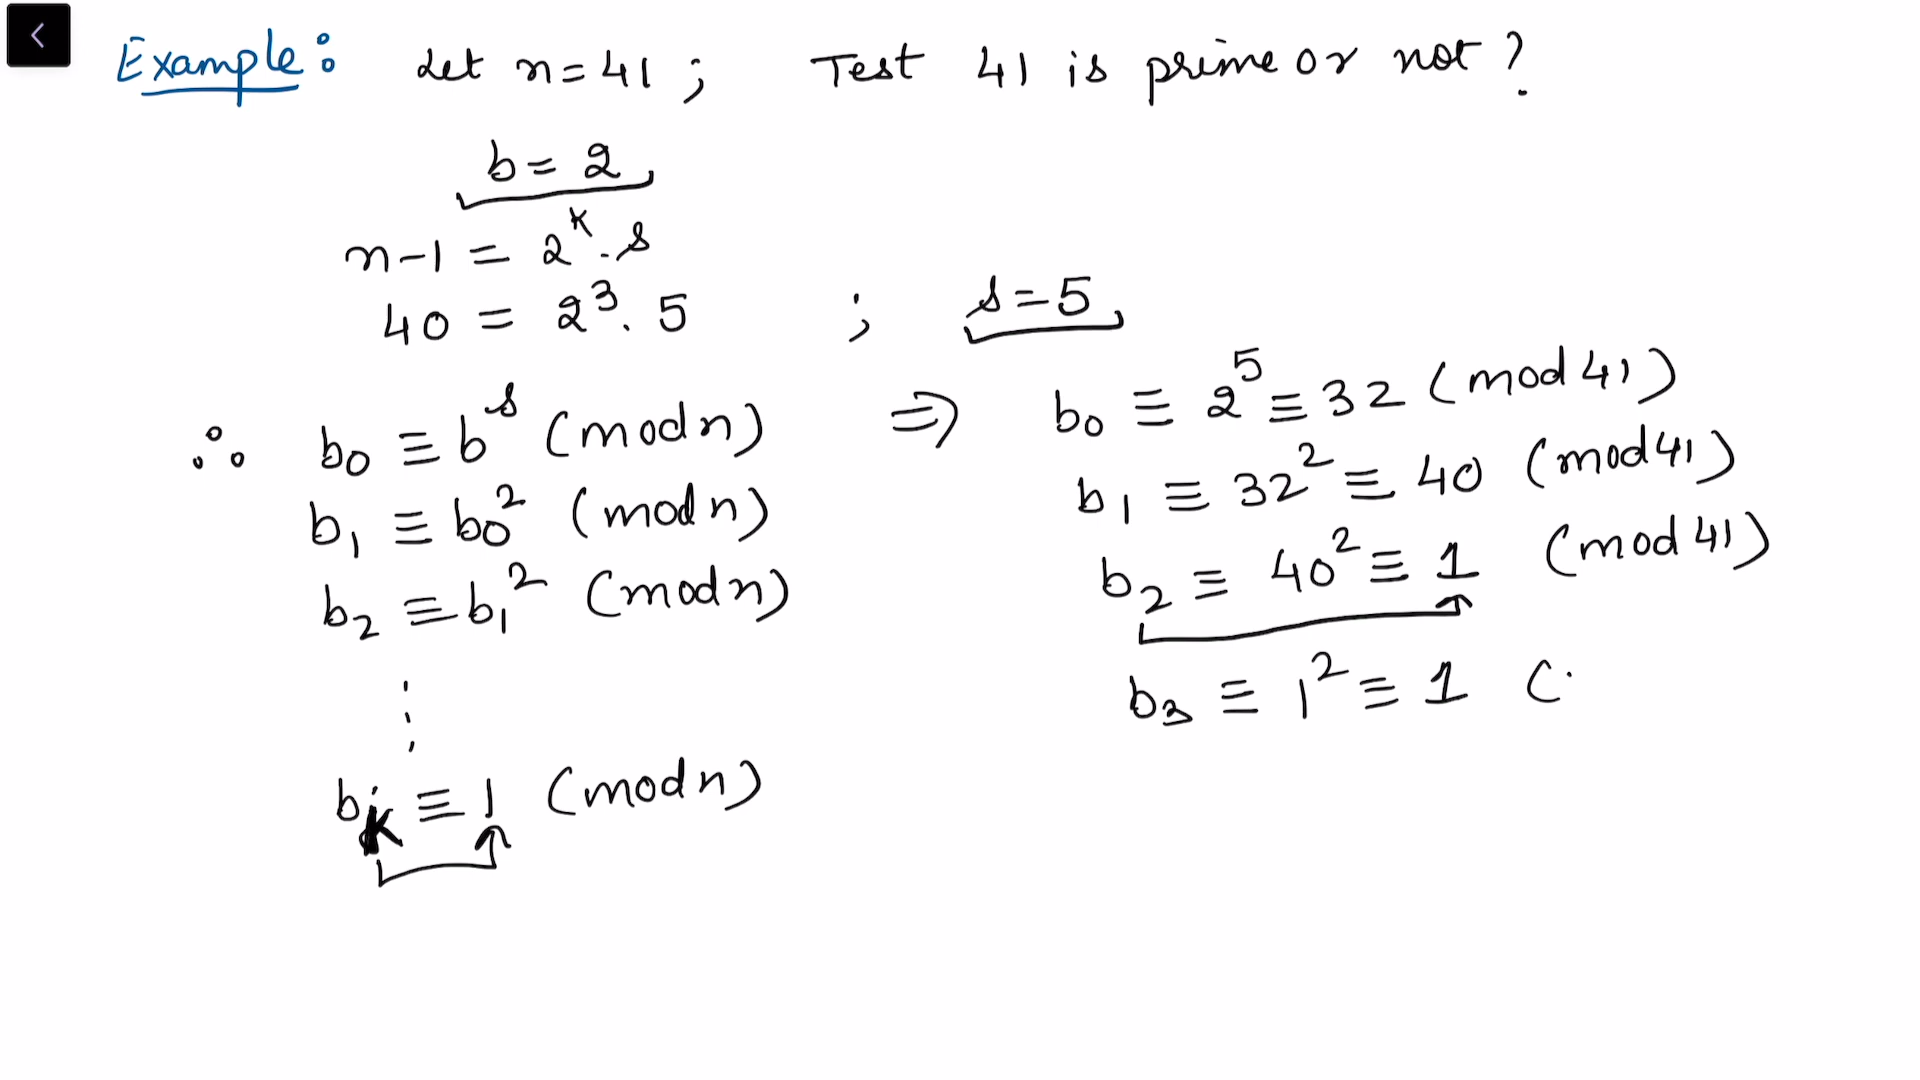 Example: Let n=41; Test 41 is prime or not?
b=2
n-1 = 2^k . s
40 = 2^3 . 5 ; s=5
∴ b₀ ≡ b^s (mod n) ⇒ b₀ ≡ 2^5 ≡ 32 (mod 41)
b₁ ≡ b₀^2 (mod n) b₁ ≡ 32^2 ≡ 40 (mod 41)
b₂ ≡ b₁^2 (mod n) b₂ ≡ 40^2 ≡ 1 (mod 41)
⋮ b₃ ≡ 1^2 ≡ 1 (
bₖ ≡ 1 (mod n)